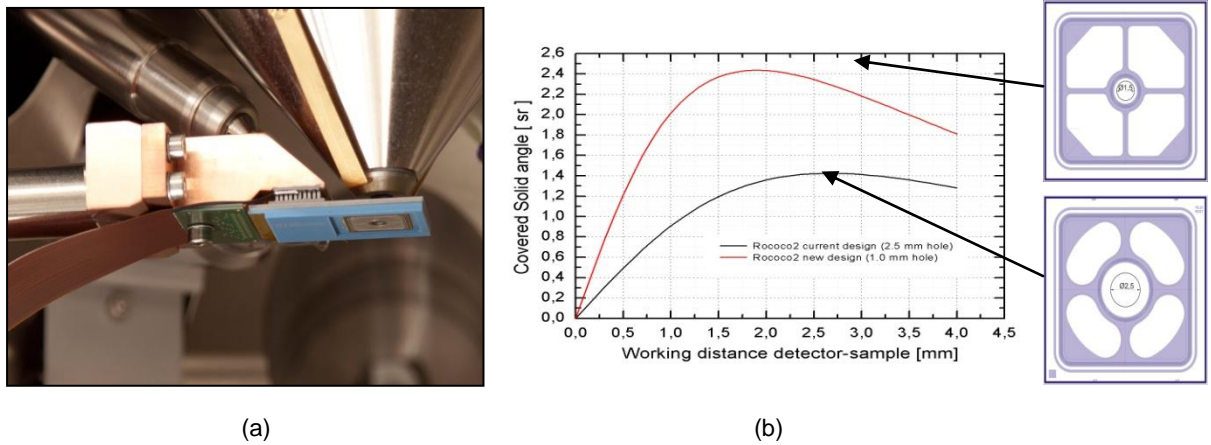 2,6
2,4
2,2
2,0
1,8
1,6
1,4
1,2
1,0
0,8
0,6
0,4
0,2
0,0
Covered Solid angle [ sr]
Rococo2 current design (2.5 mm hole)
Rococo2 new design (1.0 mm hole)
0,0 0,5 1,0 1,5 2,0 2,5 3,0 3,5 4,0 4,5
Working distance detector-sample [mm]
Ø1,5
Ø2,5
(a) (b)